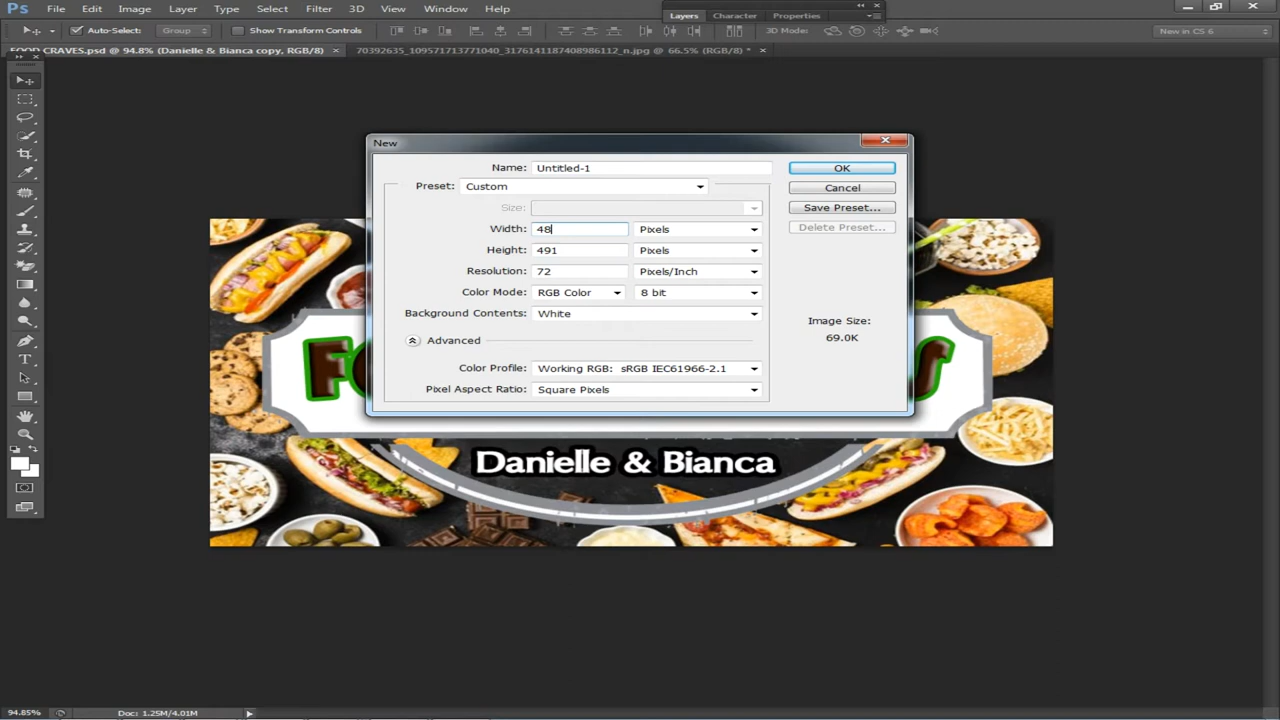 Ps File Edit Image Layer Type Select Filter 3D View Window Help
Layers Character Properties
Auto-Select: Group Show Transform Controls 3D Mode: New in CS 6
FOOD CRAVES.psd @ 94.8% (Danielle & Bianca copy, RGB/8) × 70392635_109571713771040_3176141187408986112_n.jpg @ 66.5% (RGB/8) * ×
New
Name: Untitled-1 OK
Preset: Custom Cancel
Size: Save Preset...
Width: 48 Pixels Delete Preset...
Height: 491 Pixels
Resolution: 72 Pixels/Inch
Color Mode: RGB Color 8 bit
Background Contents: White
Image Size:
69.0K
Advanced
Color Profile: Working RGB: sRGB IEC61966-2.1
Pixel Aspect Ratio: Square Pixels
F S
Danielle & Bianca
94.85% Doc: 1.25M/4.01M